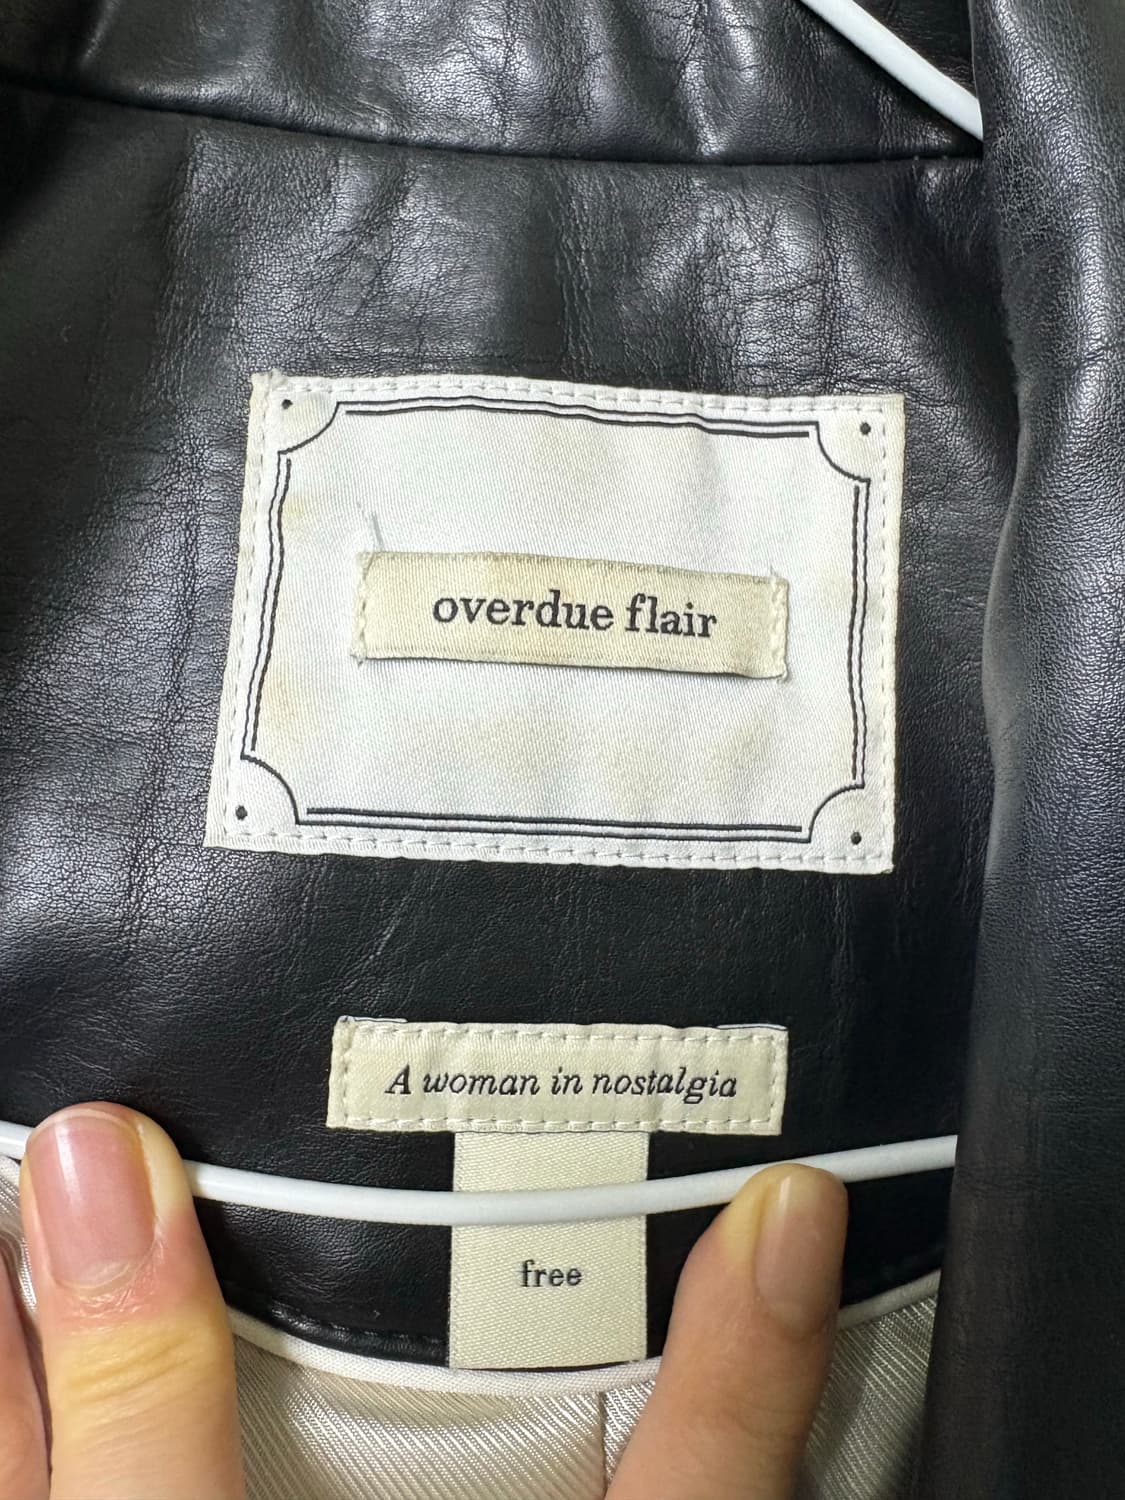 overdue flair
A woman in nostalgia
free